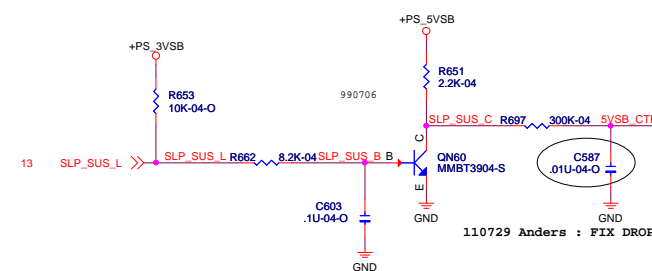 +PS_5VSB
+PS_3VSB
R651
2.2K-04
R653
10K-04-O
990706
SLP_SUS_C R697 300K-04 5VSB_CT
13 SLP_SUS_L SLP_SUS_L R662 8.2K-04 SLP_SUS_B B
C
E
QN60
MMBT3904-S
C587
.01U-04-O
C603
.1U-04-O
GND
GND
GND
110729 Anders : FIX DROP